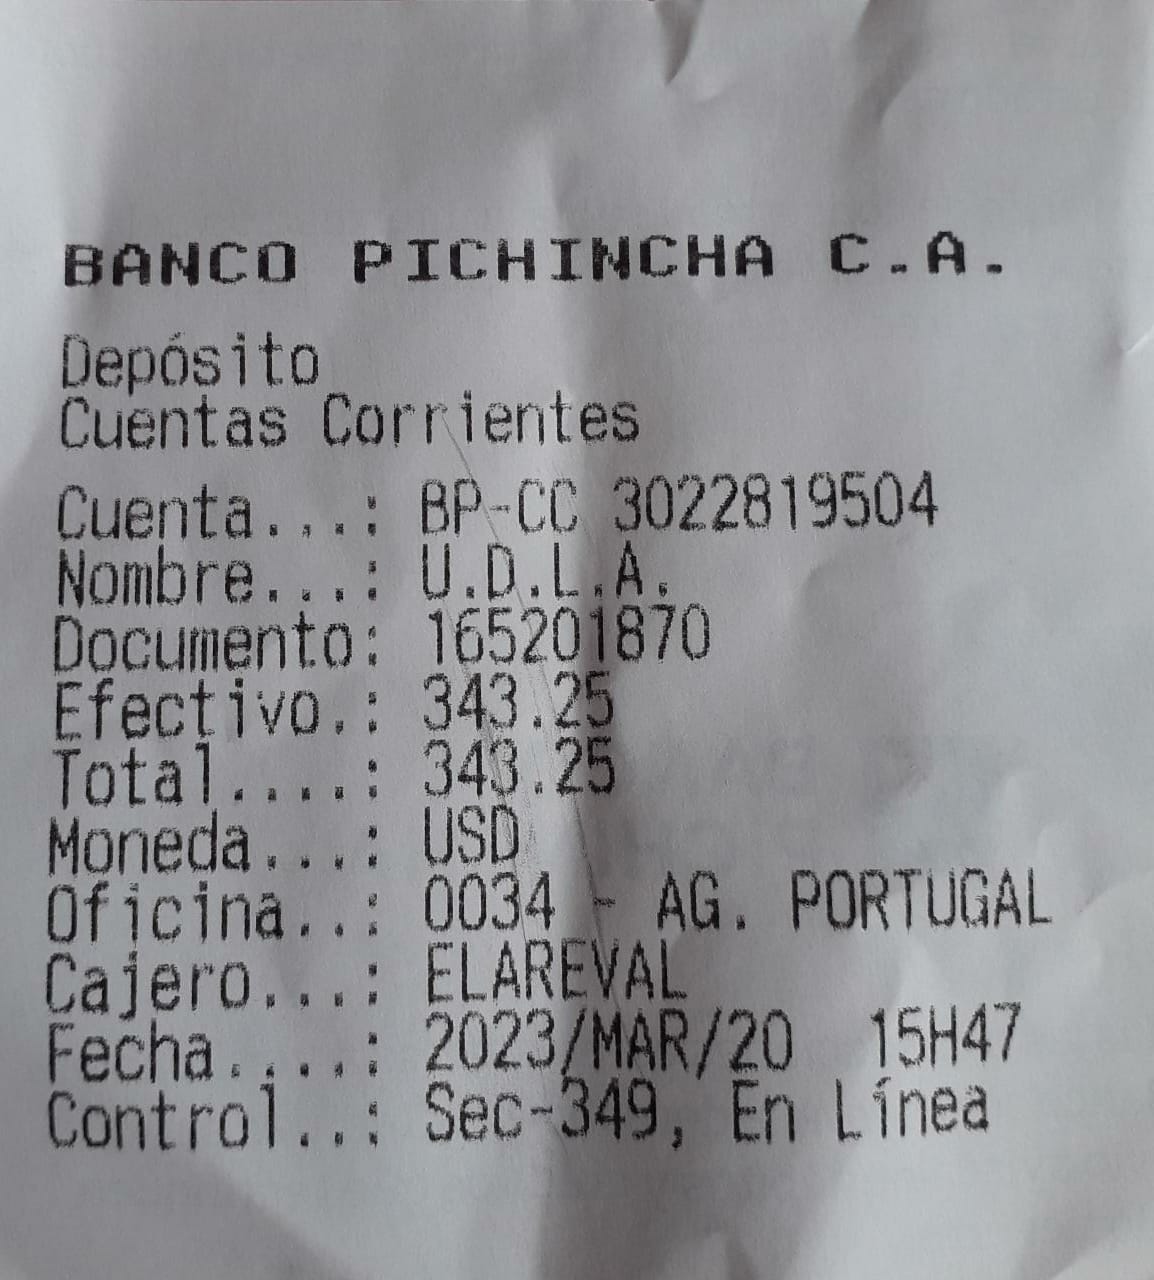 BANCO PICHINCHA C.A.
Depósito
Cuentas Corrientes
Cuenta...: BP-CC 3022819504
Nombre...: U.D.L.A.
Documento: 165201870
Efectivo.: 343.25
Total....: 343.25
Moneda...: USD
Oficina..: 0034 - AG. PORTUGAL
Cajero...: ELAREVAL
Fecha....: 2023/MAR/20 15H47
Control..: Sec-349, En Línea